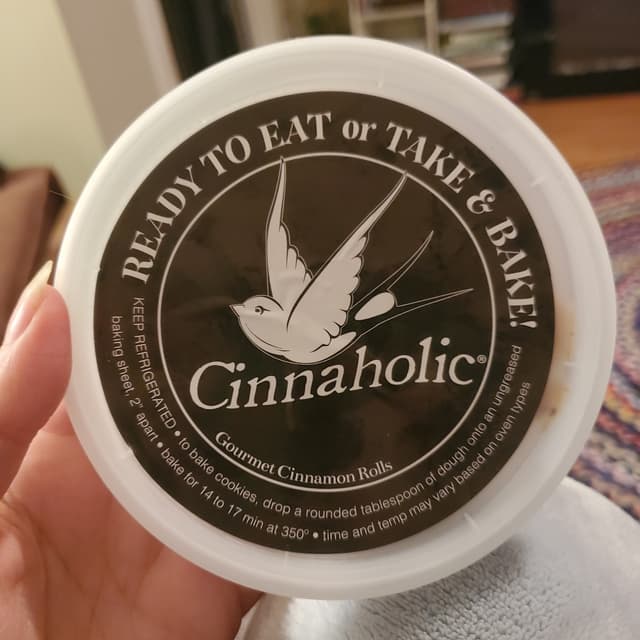 READY TO EAT or TAKE & BAKE!
Cinnaholic®
Gourmet Cinnamon Rolls
KEEP REFRIGERATED • to bake cookies, drop a rounded tablespoon of dough onto an ungreased
baking sheet, 2" apart • bake for 14 to 17 min at 350° • time and temp may vary based on oven types